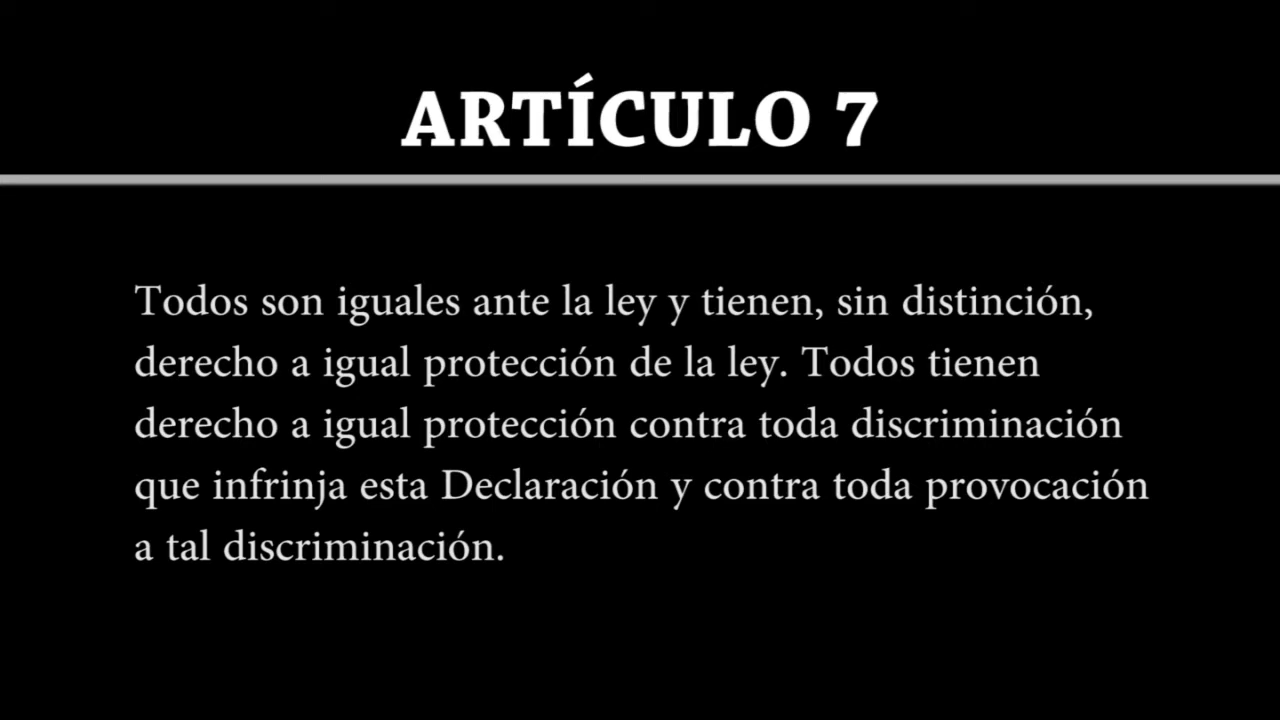 ARTÍCULO 7
Todos son iguales ante la ley y tienen, sin distinción,
derecho a igual protección de la ley. Todos tienen
derecho a igual protección contra toda discriminación
que infrinja esta Declaración y contra toda provocación
a tal discriminación.